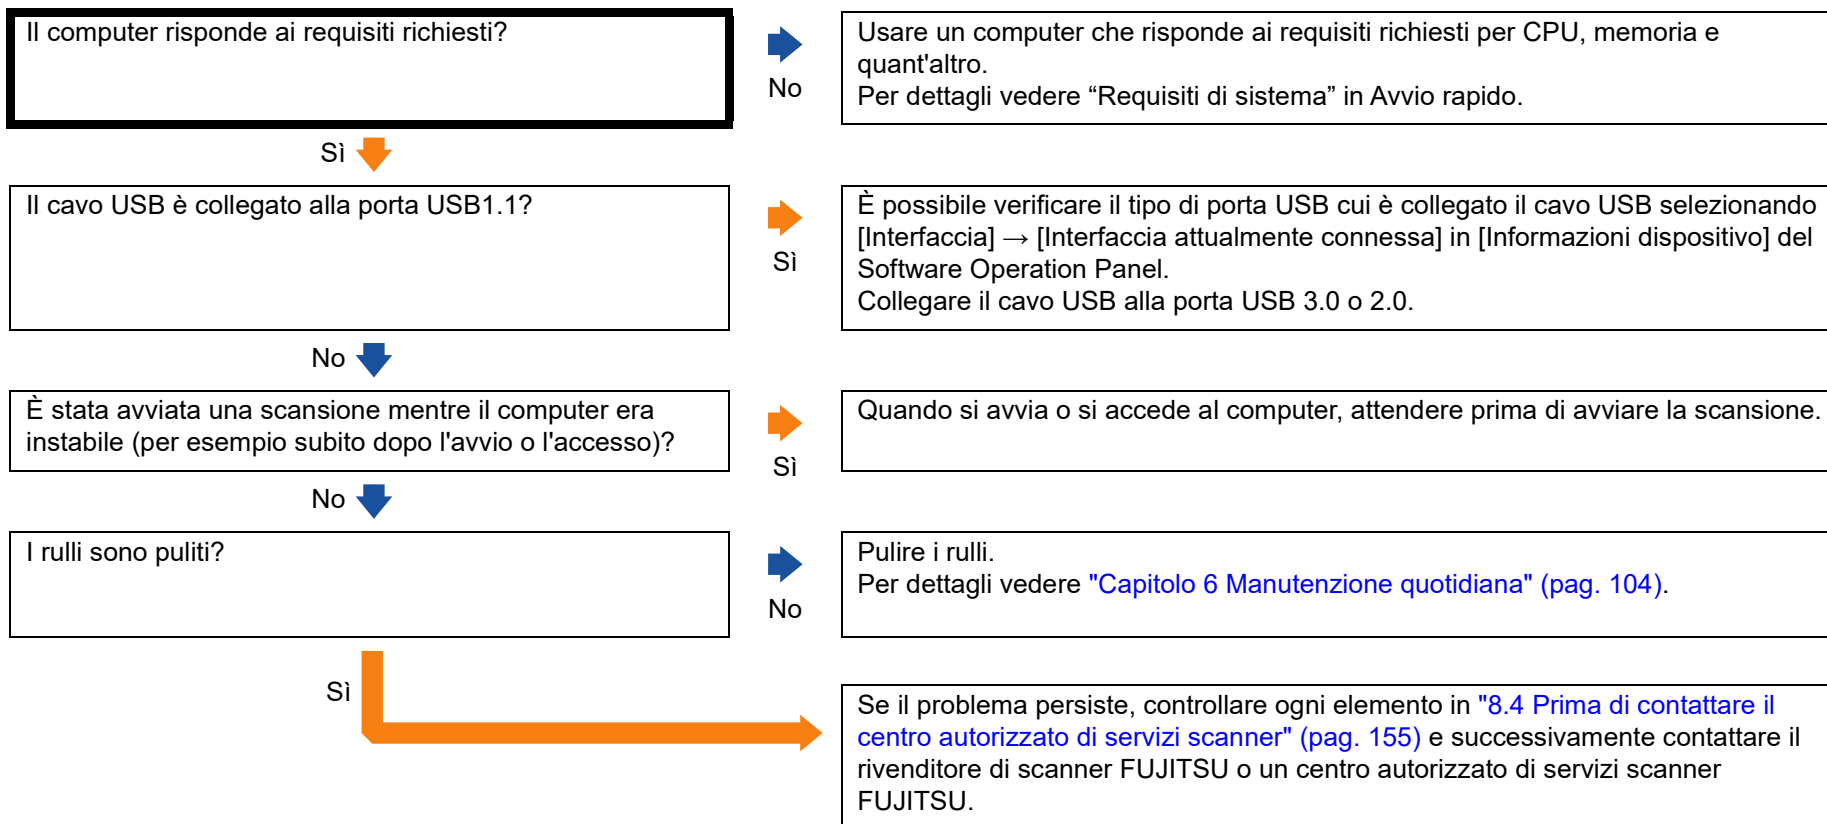 Il computer risponde ai requisiti richiesti?
No
Usare un computer che risponde ai requisiti richiesti per CPU, memoria e
quant'altro.
Per dettagli vedere “Requisiti di sistema” in Avvio rapido.
Sì
Il cavo USB è collegato alla porta USB1.1?
Sì
È possibile verificare il tipo di porta USB cui è collegato il cavo USB selezionando
[Interfaccia] → [Interfaccia attualmente connessa] in [Informazioni dispositivo] del
Software Operation Panel.
Collegare il cavo USB alla porta USB 3.0 o 2.0.
No
È stata avviata una scansione mentre il computer era
instabile (per esempio subito dopo l'avvio o l'accesso)?
Sì
Quando si avvia o si accede al computer, attendere prima di avviare la scansione.
No
I rulli sono puliti?
No
Pulire i rulli.
Per dettagli vedere "Capitolo 6 Manutenzione quotidiana" (pag. 104).
Sì
Se il problema persiste, controllare ogni elemento in "8.4 Prima di contattare il
centro autorizzato di servizi scanner" (pag. 155) e successivamente contattare il
rivenditore di scanner FUJITSU o un centro autorizzato di servizi scanner
FUJITSU.